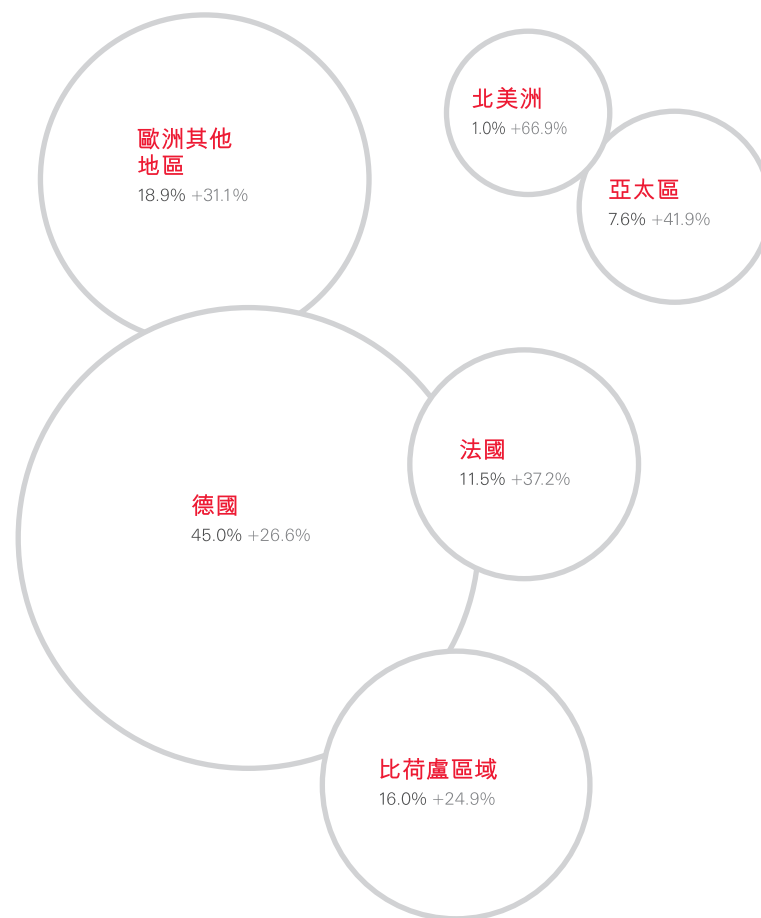 北美洲
1.0% +66.9%
歐洲其他
地區
18.9% +31.1%
亞太區
7.6% +41.9%
法國
11.5% +37.2%
德國
45.0% +26.6%
比荷盧區域
16.0% +24.9%